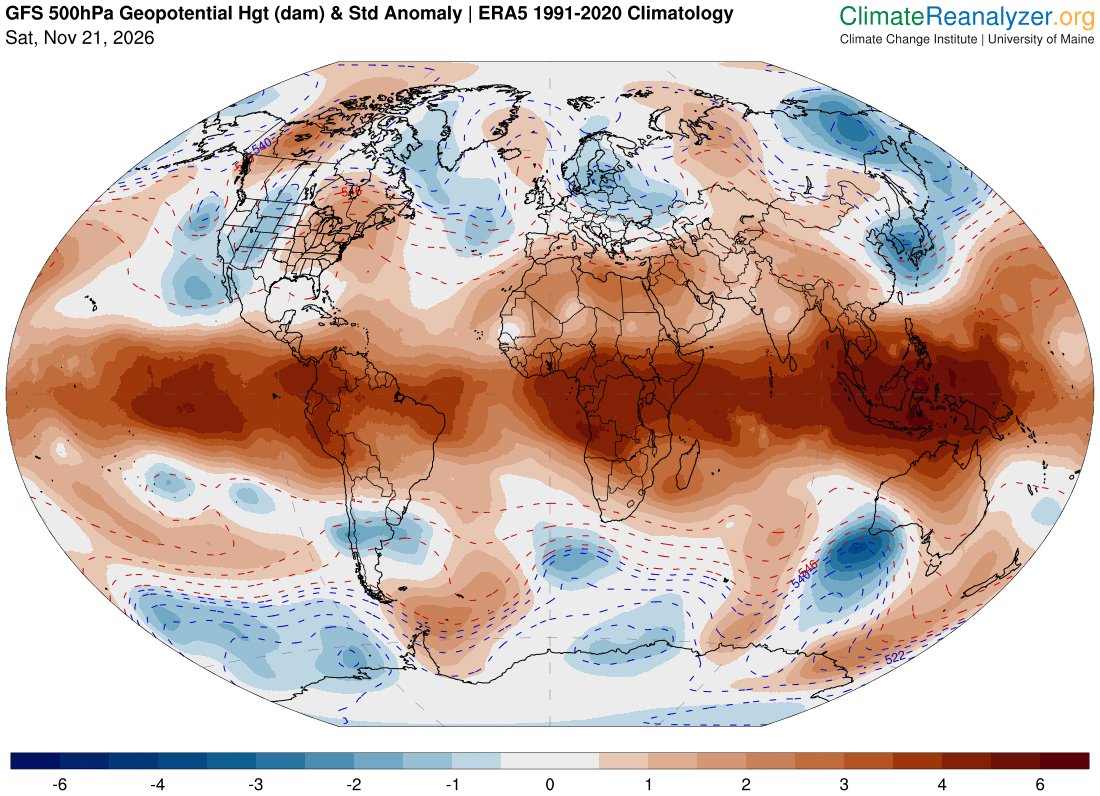 GFS 500hPa Geopotential Hgt (dam) & Std Anomaly | ERA5 1991-2020 Climatology
Sat, Nov 21, 2026
ClimateReanalyzer.org
Climate Change Institute | University of Maine
540
546
546
540
522
-6 -4 -3 -2 -1 0 1 2 3 4 6